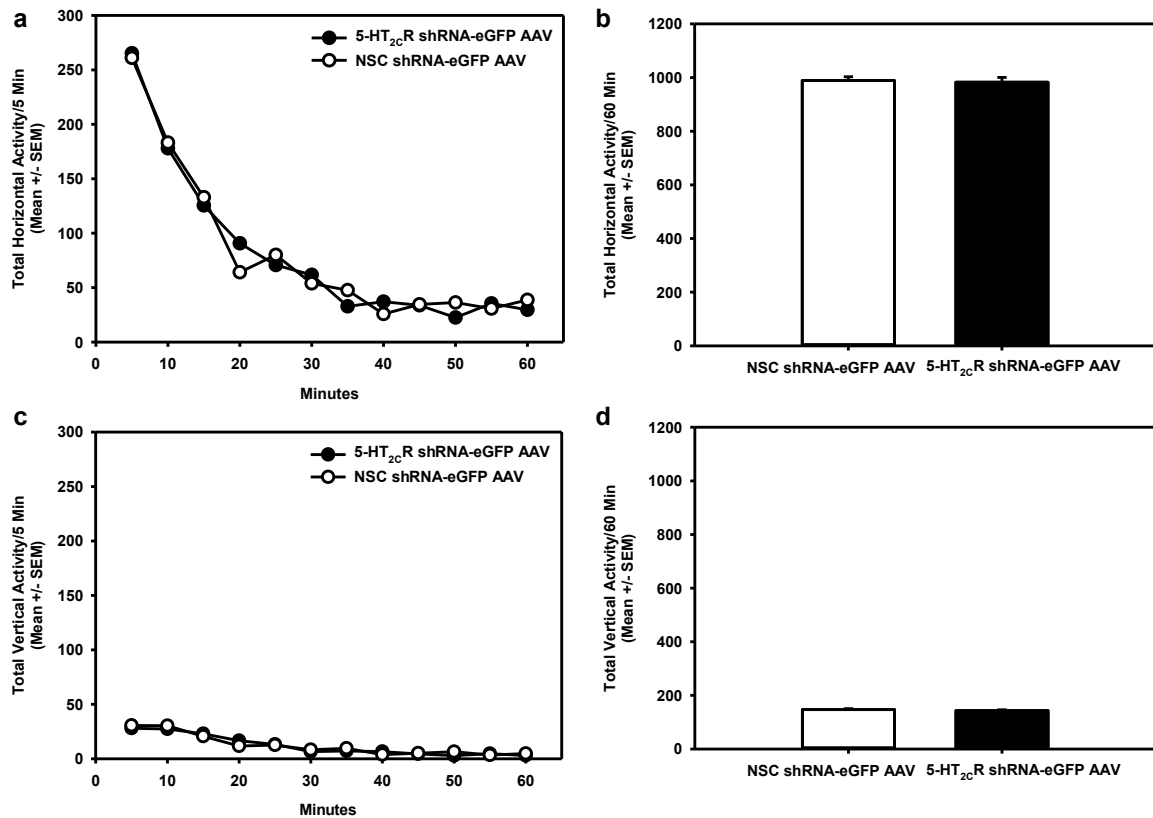 a
300
250
200
150
100
50
0
Total Horizontal Activity/5 Min
(Mean +/- SEM)
5-HT2CR shRNA-eGFP AAV
NSC shRNA-eGFP AAV
0 10 20 30 40 50 60
Minutes
b
1200
1000
800
600
400
200
0
Total Horizontal Activity/60 Min
(Mean +/- SEM)
NSC shRNA-eGFP AAV 5-HT2CR shRNA-eGFP AAV
c
300
250
200
150
100
50
0
Total Vertical Activity/5 Min
(Mean +/- SEM)
5-HT2CR shRNA-eGFP AAV
NSC shRNA-eGFP AAV
0 10 20 30 40 50 60
Minutes
d
1200
1000
800
600
400
200
0
Total Vertical Activity/60 Min
(Mean +/- SEM)
NSC shRNA-eGFP AAV 5-HT2CR shRNA-eGFP AAV